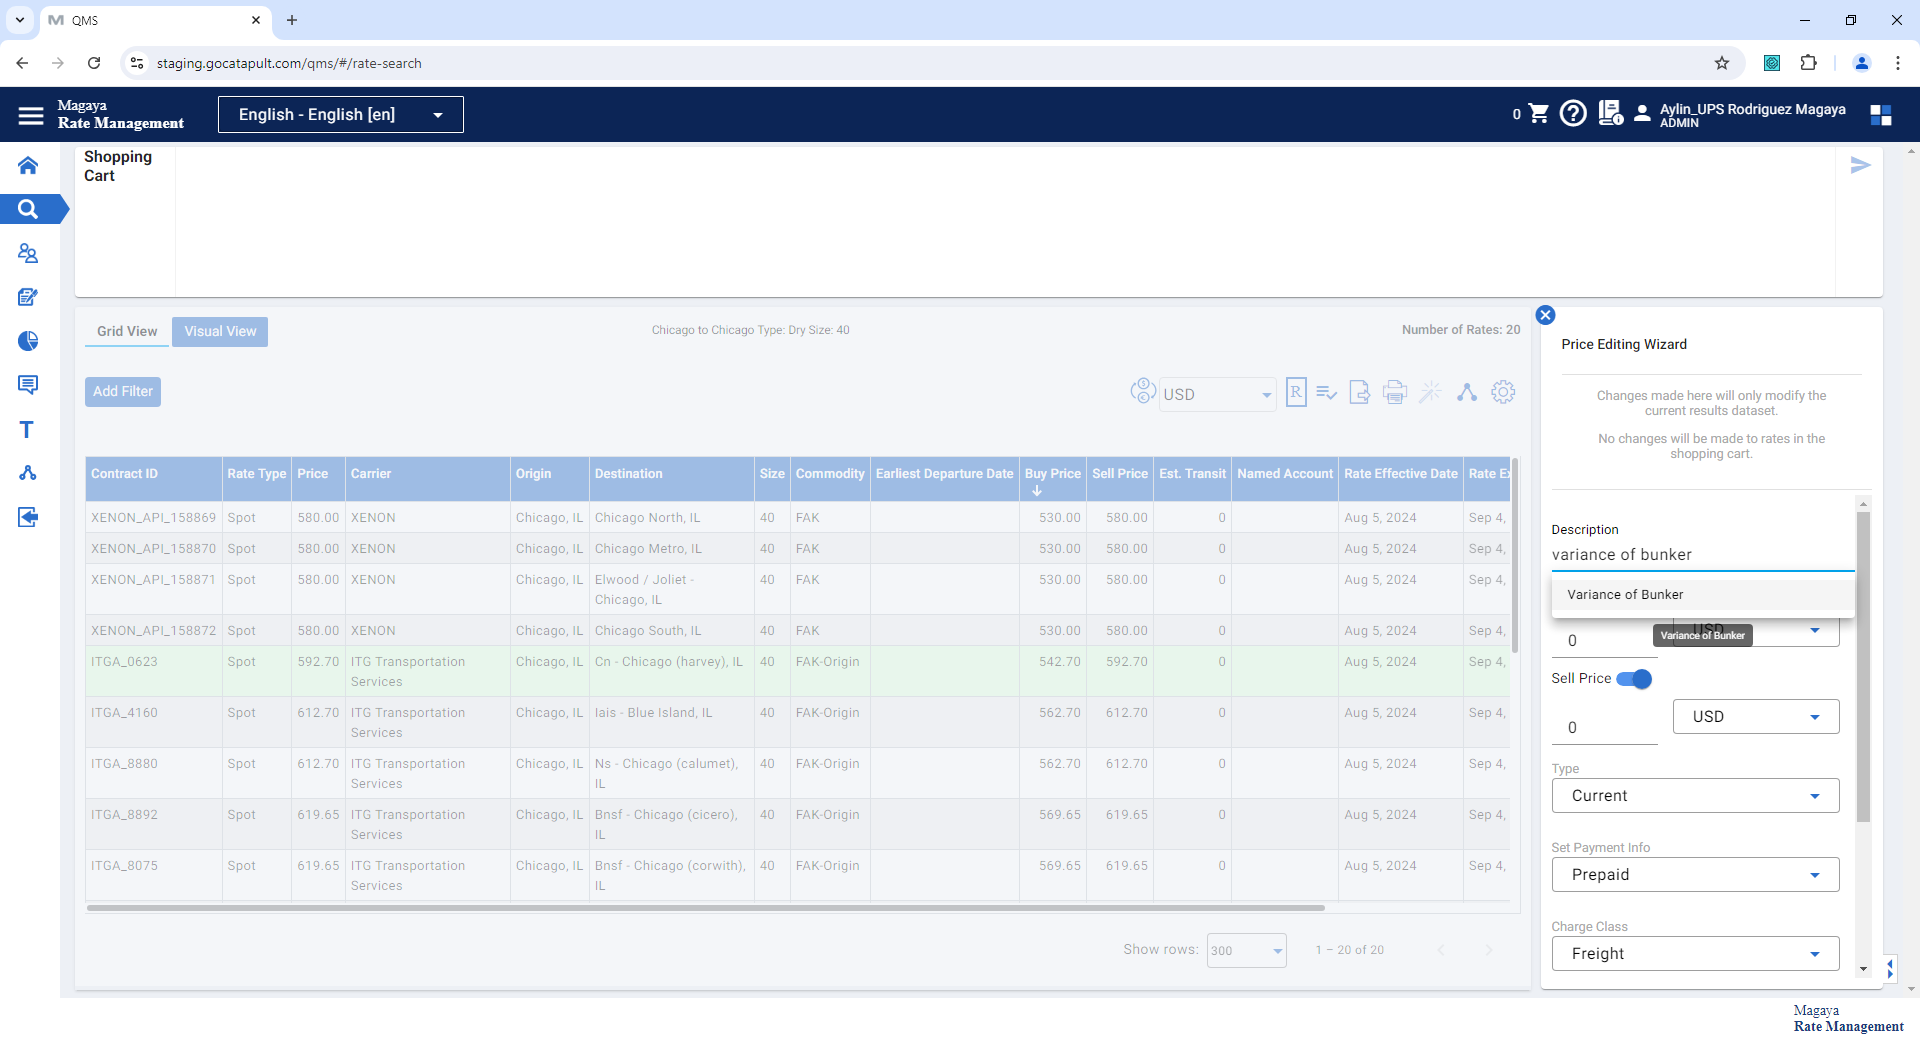 QMS
staging.gocatapult.com/qms/#/rate-search
Magaya
Rate Management
English - English [en]
0
Aylin_UPS Rodriguez Magaya
ADMIN
Shopping
Cart
Grid View
Visual View
Chicago to Chicago Type: Dry Size: 40
Number of Rates: 20
Add Filter
USD
R
Contract ID Rate Type Price Carrier Origin Destination Size Commodity Earliest Departure Date Buy Price Sell Price Est. Transit Named Account Rate Effective Date Rate Ex
XENON_API_158869 Spot 580.00 XENON Chicago, IL Chicago North, IL 40 FAK 530.00 580.00 0 Aug 5, 2024 Sep 4,
XENON_API_158870 Spot 580.00 XENON Chicago, IL Chicago Metro, IL 40 FAK 530.00 580.00 0 Aug 5, 2024 Sep 4,
XENON_API_158871 Spot 580.00 XENON Chicago, IL Elwood / Joliet - 40 FAK 530.00 580.00 0 Aug 5, 2024 Sep 4,
Chicago, IL
XENON_API_158872 Spot 580.00 XENON Chicago, IL Chicago South, IL 40 FAK 530.00 580.00 0 Aug 5, 2024 Sep 4,
ITGA_0623 Spot 592.70 ITG Transportation Chicago, IL Cn - Chicago (harvey), IL 40 FAK-Origin 542.70 592.70 0 Aug 5, 2024 Sep 4,
Services
ITGA_4160 Spot 612.70 ITG Transportation Chicago, IL Iais - Blue Island, IL 40 FAK-Origin 562.70 612.70 0 Aug 5, 2024 Sep 4,
Services
ITGA_8880 Spot 612.70 ITG Transportation Chicago, IL Ns - Chicago (calumet), 40 FAK-Origin 562.70 612.70 0 Aug 5, 2024 Sep 4,
Services IL
ITGA_8892 Spot 619.65 ITG Transportation Chicago, IL Bnsf - Chicago (cicero), 40 FAK-Origin 569.65 619.65 0 Aug 5, 2024 Sep 4,
Services IL
ITGA_8075 Spot 619.65 ITG Transportation Chicago, IL Bnsf - Chicago (corwith), 40 FAK-Origin 569.65 619.65 0 Aug 5, 2024 Sep 4,
Services IL
Show rows: 300 1 – 20 of 20
Price Editing Wizard
Changes made here will only modify the
current results dataset.
No changes will be made to rates in the
shopping cart.
Description
variance of bunker
Variance of Bunker
0 USD
Variance of Bunker
Sell Price
0 USD
Type
Current
Set Payment Info
Prepaid
Charge Class
Freight
Magaya
Rate Management